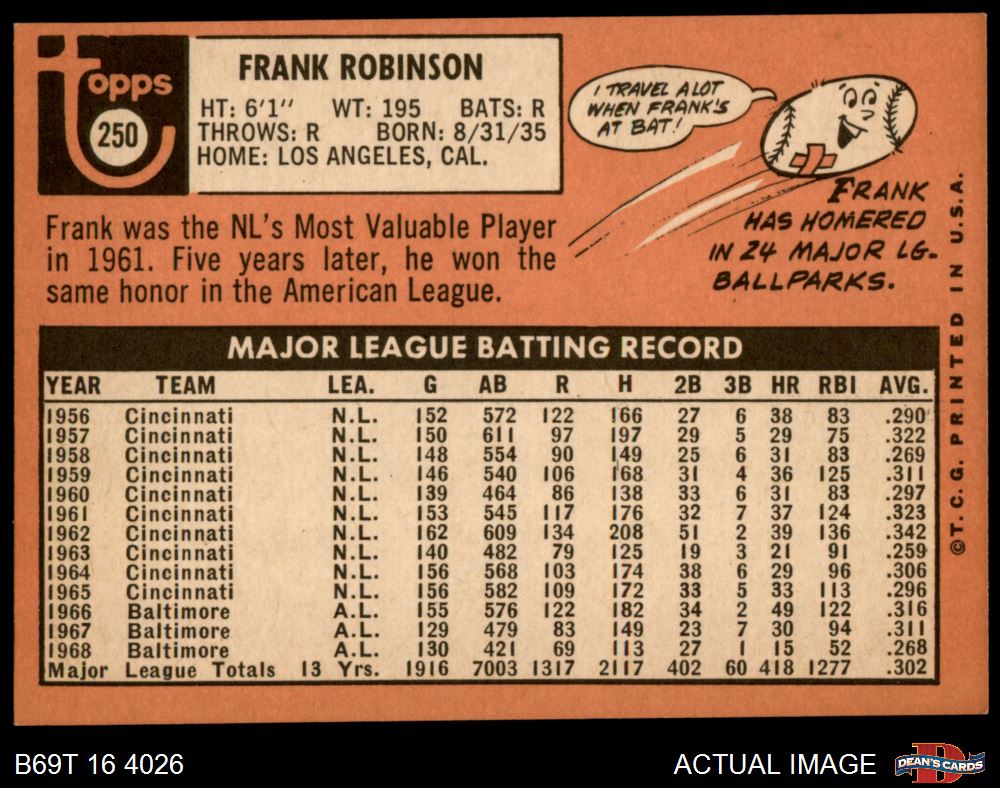 Topps
250
FRANK ROBINSON
HT: 6'1" WT: 195 BATS: R
THROWS: R BORN: 8/31/35
HOME: LOS ANGELES, CAL.
I TRAVEL A LOT
WHEN FRANK'S
AT BAT!
FRANK
HAS HOMERED
IN 24 MAJOR LG.
BALLPARKS.
Frank was the NL's Most Valuable Player
in 1961. Five years later, he won the
same honor in the American League.
MAJOR LEAGUE BATTING RECORD
YEAR TEAM LEA. G AB R H 2B 3B HR RBI AVG.
1956 Cincinnati N.L. 152 572 122 166 27 6 38 83 .290
1957 Cincinnati N.L. 150 611 97 197 29 5 29 75 .322
1958 Cincinnati N.L. 148 554 90 149 25 6 31 83 .269
1959 Cincinnati N.L. 146 540 106 168 31 4 36 125 .311
1960 Cincinnati N.L. 139 464 86 138 33 6 31 83 .297
1961 Cincinnati N.L. 153 545 117 176 32 7 37 124 .323
1962 Cincinnati N.L. 162 609 134 208 51 2 39 136 .342
1963 Cincinnati N.L. 140 482 79 125 19 3 21 91 .259
1964 Cincinnati N.L. 156 568 103 174 38 6 29 96 .306
1965 Cincinnati N.L. 156 582 109 172 33 5 33 113 .296
1966 Baltimore A.L. 155 576 122 182 34 2 49 122 .316
1967 Baltimore A.L. 129 479 83 149 23 7 30 94 .311
1968 Baltimore A.L. 130 421 69 113 27 1 15 52 .268
Major League Totals 13 Yrs. 1916 7003 1317 2117 402 60 418 1277 .302
©T.C.G. PRINTED IN U.S.A.
B69T 16 4026
ACTUAL IMAGE
D
DEAN'S CARDS